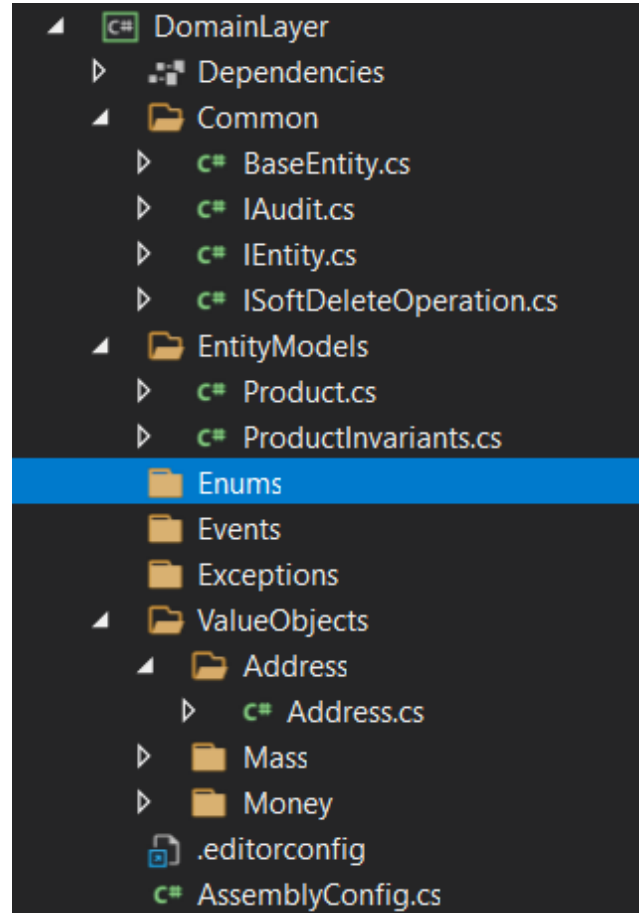 C# DomainLayer
Dependencies
Common
C# BaseEntity.cs
C# IAudit.cs
C# IEntity.cs
C# ISoftDeleteOperation.cs
EntityModels
C# Product.cs
C# ProductInvariants.cs
Enums
Events
Exceptions
ValueObjects
Address
C# Address.cs
Mass
Money
.editorconfig
C# AssemblyConfig.cs